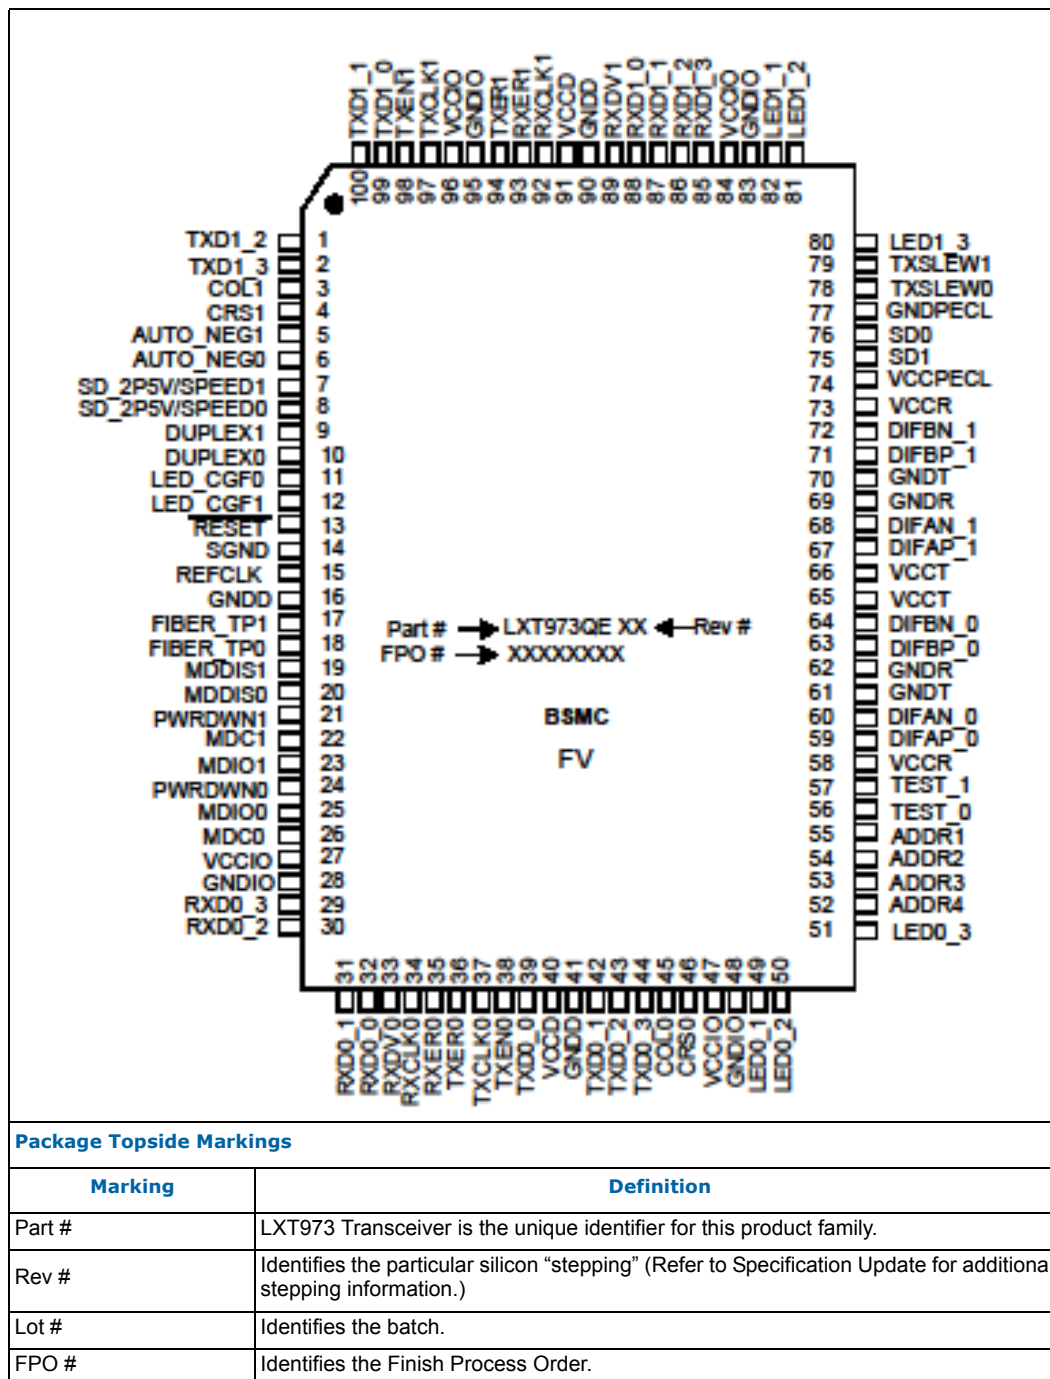 TXD1_1
TXD1_0
TXEN1
TXCLK1
VCCIO
GNDIO
TXER1
RXER1
RXCLK1
VCCD
GNDD
RXDV1
RXD1_0
RXD1_1
RXD1_2
RXD1_3
VCCIO
GNDIO
LED1_1
LED1_2
100 99 98 97 96 95 94 93 92 91 90 89 88 87 86 85 84 83 82 81
TXD1_2 1
TXD1_3 2
COL1 3
CRS1 4
AUTO_NEG1 5
AUTO_NEG0 6
SD_2P5V/SPEED1 7
SD_2P5V/SPEED0 8
DUPLEX1 9
DUPLEX0 10
LED_CGF0 11
LED_CGF1 12
RESET 13
SGND 14
REFCLK 15
GNDD 16
FIBER_TP1 17
FIBER_TP0 18
MDDIS1 19
MDDIS0 20
PWRDWN1 21
MDC1 22
MDIO1 23
PWRDWN0 24
MDIO0 25
MDC0 26
VCCIO 27
GNDIO 28
RXD0_3 29
RXD0_2 30
Part # LXT973QE XX Rev #
FPO # XXXXXXXX
BSMC
FV
80 LED1_3
79 TXSLEW1
78 TXSLEW0
77 GNDPECL
76 SD0
75 SD1
74 VCCPECL
73 VCCR
72 DIFBN_1
71 DIFBP_1
70 GNDT
69 GNDR
68 DIFAN_1
67 DIFAP_1
66 VCCT
65 VCCT
64 DIFBN_0
63 DIFBP_0
62 GNDR
61 GNDT
60 DIFAN_0
59 DIFAP_0
58 VCCR
57 TEST_1
56 TEST_0
55 ADDR1
54 ADDR2
53 ADDR3
52 ADDR4
51 LED0_3
31 32 33 34 35 36 37 38 39 40 41 42 43 44 45 46 47 48 49 50
RXD0_1
RXD0_0
RXDV0
RXCLK0
RXER0
TXER0
TXCLK0
TXEN0
TXD0_0
VCCD
GNDD
TXD0_1
TXD0_2
TXD0_3
COL0
CRS0
VCCIO
GNDIO
LED0_1
LED0_2
Package Topside Markings
Marking Definition
Part # LXT973 Transceiver is the unique identifier for this product family.
Rev # Identifies the particular silicon “stepping” (Refer to Specification Update for additiona
stepping information.)
Lot # Identifies the batch.
FPO # Identifies the Finish Process Order.